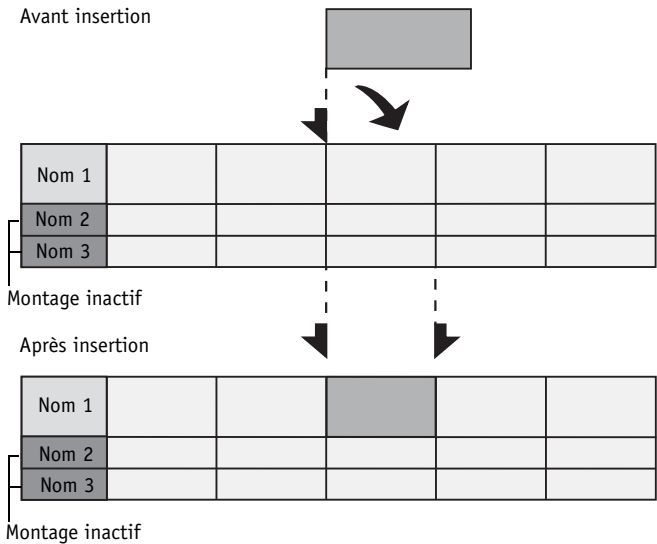 Avant insertion
Nom 1
Nom 2
Nom 3
Montage inactif
Après insertion
Nom 1
Nom 2
Nom 3
Montage inactif